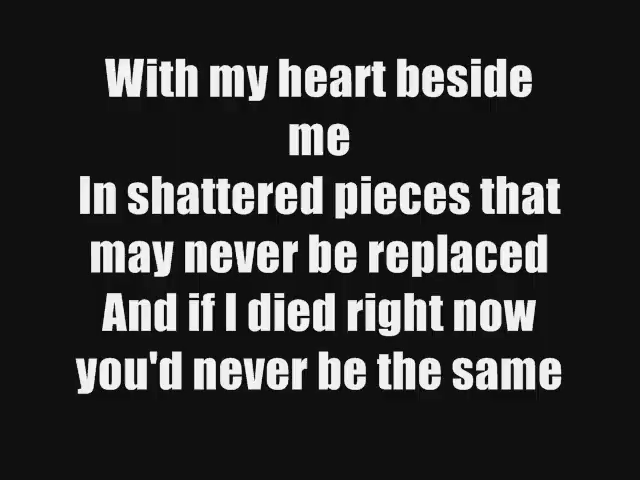 With my heart beside
me
In shattered pieces that
may never be replaced
And if I died right now
you'd never be the same